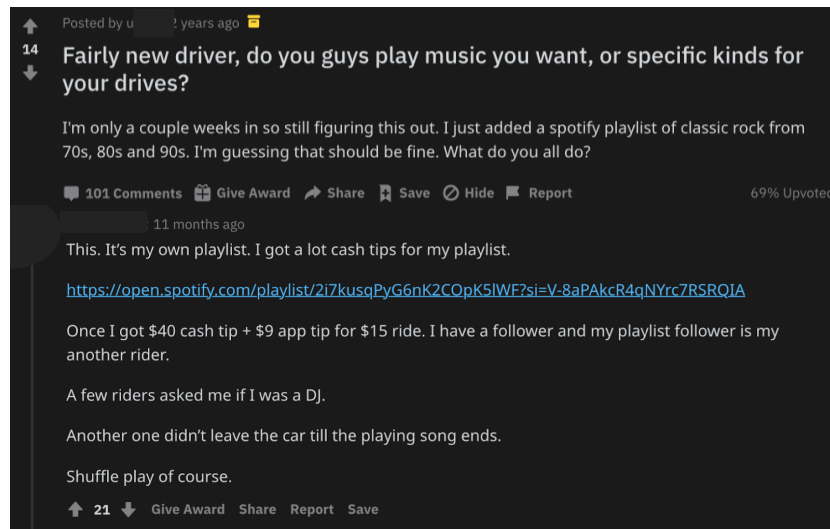 Posted by u 2 years ago
14
Fairly new driver, do you guys play music you want, or specific kinds for
your drives?
I'm only a couple weeks in so still figuring this out. I just added a spotify playlist of classic rock from
70s, 80s and 90s. I'm guessing that should be fine. What do you all do?
101 Comments Give Award Share Save Hide Report 69% Upvoted
11 months ago
This. It’s my own playlist. I got a lot cash tips for my playlist.
https://open.spotify.com/playlist/2i7kusqPyG6nK2COpK5lWF?si=V-8aPAkcR4qNYrc7RSRQIA
Once I got $40 cash tip + $9 app tip for $15 ride. I have a follower and my playlist follower is my
another rider.
A few riders asked me if I was a DJ.
Another one didn’t leave the car till the playing song ends.
Shuffle play of course.
21 Give Award Share Report Save